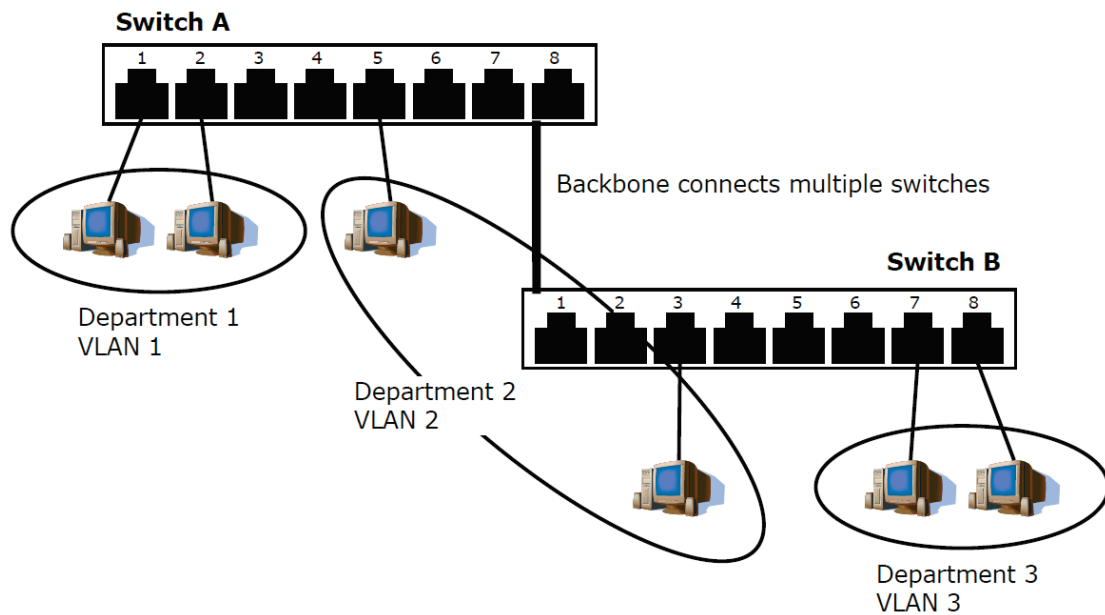 Switch A
1 2 3 4 5 6 7 8
Backbone connects multiple switches
Switch B
1 2 3 4 5 6 7 8
Department 1
VLAN 1
Department 2
VLAN 2
Department 3
VLAN 3